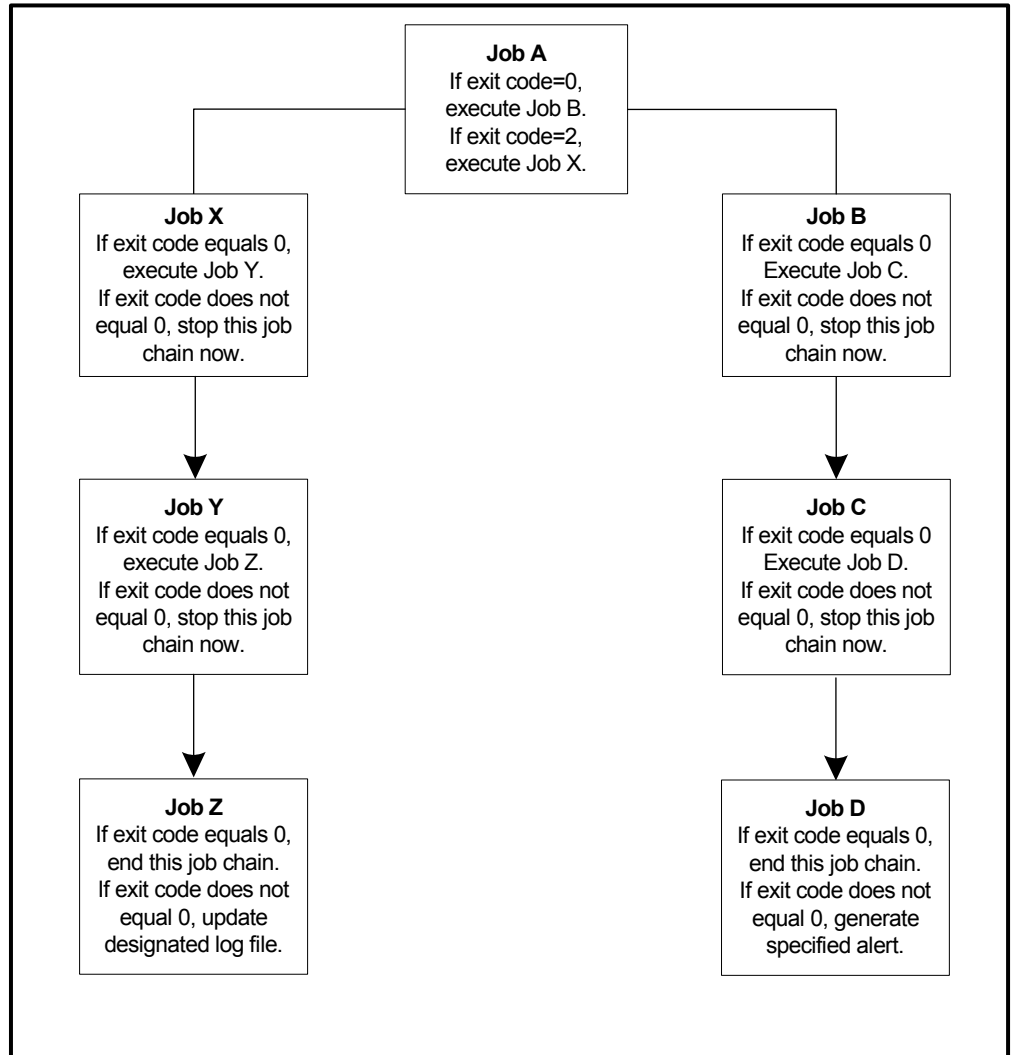 Job A
If exit code=0,
execute Job B.
If exit code=2,
execute Job X.
Job X
If exit code equals 0,
execute Job Y.
If exit code does not
equal 0, stop this job
chain now.
Job B
If exit code equals 0
Execute Job C.
If exit code does not
equal 0, stop this job
chain now.
Job Y
If exit code equals 0,
execute Job Z.
If exit code does not
equal 0, stop this job
chain now.
Job C
If exit code equals 0
Execute Job D.
If exit code does not
equal 0, stop this job
chain now.
Job Z
If exit code equals 0,
end this job chain.
If exit code does not
equal 0, update
designated log file.
Job D
If exit code equals 0,
end this job chain.
If exit code does not
equal 0, generate
specified alert.